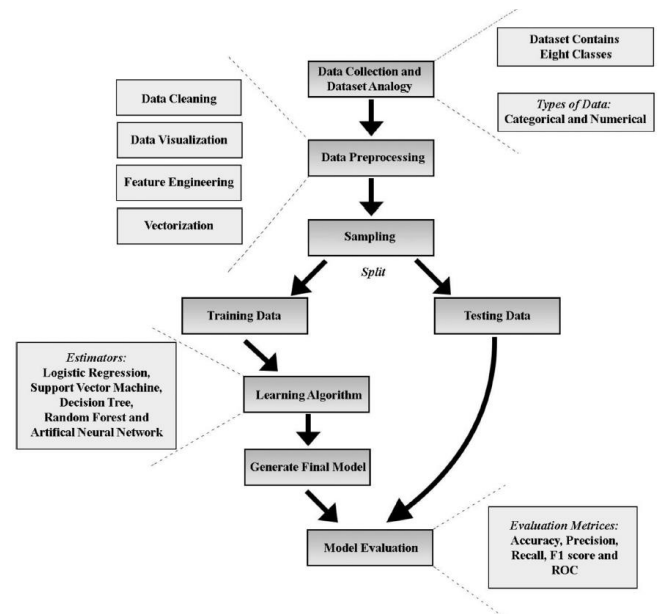 Data Collection and
Dataset Analogy
Dataset Contains
Eight Classes
Types of Data:
Categorical and Numerical
Data Cleaning
Data Visualization
Feature Engineering
Vectorization
Data Preprocessing
Sampling
Split
Training Data
Testing Data
Estimators:
Logistic Regression,
Support Vector Machine,
Decision Tree,
Random Forest and
Artifical Neural Network
Learning Algorithm
Generate Final Model
Model Evaluation
Evaluation Metrices:
Accuracy, Precision,
Recall, F1 score and
ROC